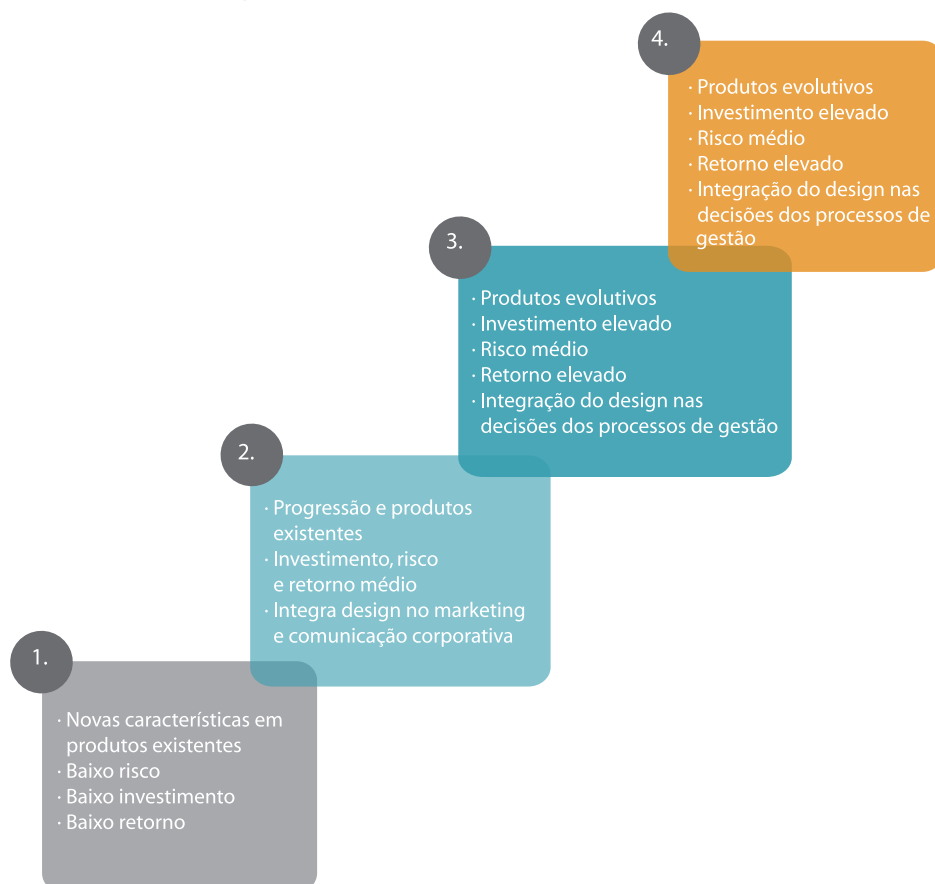 4.
· Produtos evolutivos
· Investimento elevado
· Risco médio
· Retorno elevado
· Integração do design nas
decisões dos processos de
gestão
3.
· Produtos evolutivos
· Investimento elevado
· Risco médio
· Retorno elevado
· Integração do design nas
decisões dos processos de gestão
2.
· Progressão e produtos
existentes
· Investimento, risco
e retorno médio
· Integra design no marketing
e comunicação corporativa
1.
· Novas características em
produtos existentes
· Baixo risco
· Baixo investimento
· Baixo retorno